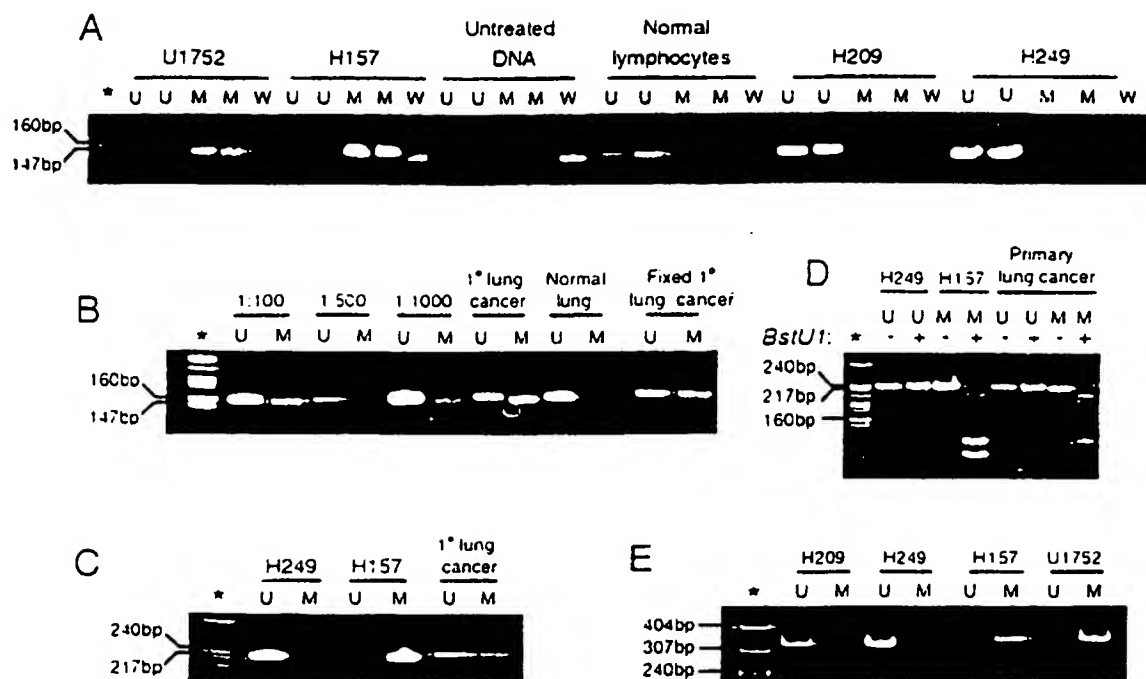 A
Untreated Normal
U1752 H157 DNA lymphocytes H209 H249
* U U M M W U U M M W U U M M W U U M M W U U M M W U U M M W
160bp
147bp
B
1° lung Normal Fixed 1°
1:100 1:500 1:1000 cancer lung lung cancer
* U M U M U M U M U M U M
160bp
147bp
D
Primary
H249 H157 lung cancer
U U M M U U M M
BstU1: * - + - + - + - +
240bp
217bp
160bp
C
1° lung
H249 H157 cancer
* U M U M U M
240bp
217bp
E
H209 H249 H157 U1752
* U M U M U M U M
404bp
307bp
240bp